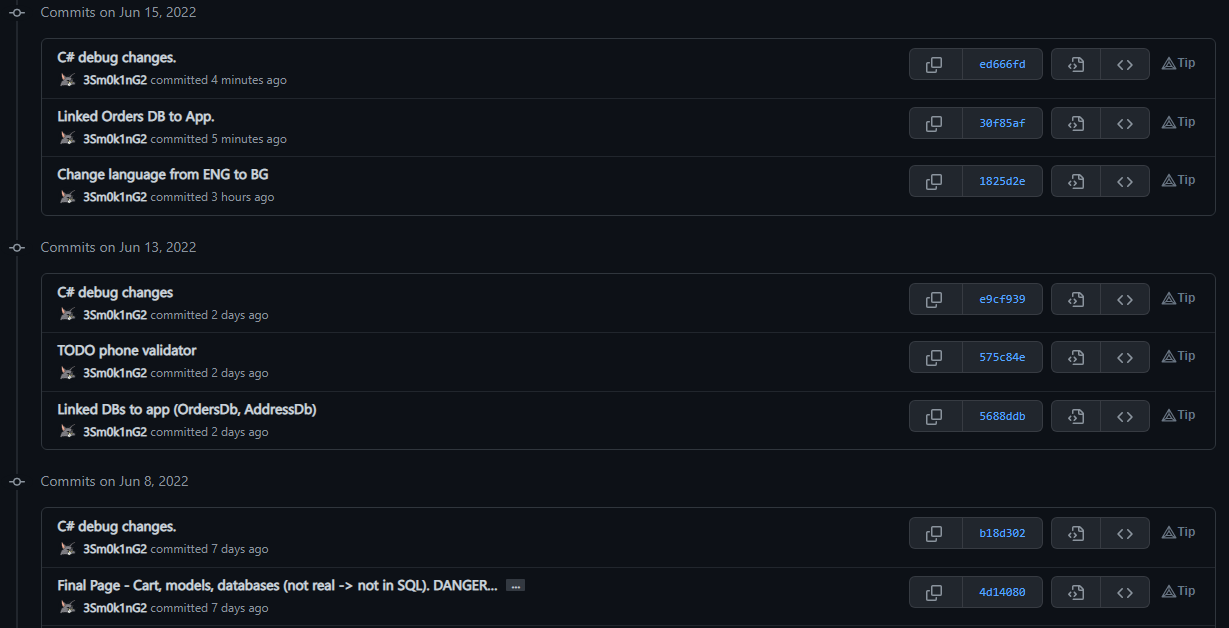 Commits on Jun 15, 2022
C# debug changes.
3Sm0k1nG2 committed 4 minutes ago
ed666fd
Tip
Linked Orders DB to App.
3Sm0k1nG2 committed 5 minutes ago
30f85af
Tip
Change language from ENG to BG
3Sm0k1nG2 committed 3 hours ago
1825d2e
Tip
Commits on Jun 13, 2022
C# debug changes
3Sm0k1nG2 committed 2 days ago
e9cf939
Tip
TODO phone validator
3Sm0k1nG2 committed 2 days ago
575c84e
Tip
Linked DBs to app (OrdersDb, AddressDb)
3Sm0k1nG2 committed 2 days ago
5688ddb
Tip
Commits on Jun 8, 2022
C# debug changes.
3Sm0k1nG2 committed 7 days ago
b18d302
Tip
Final Page - Cart, models, databases (not real -> not in SQL). DANGER... …
3Sm0k1nG2 committed 7 days ago
4d14080
Tip